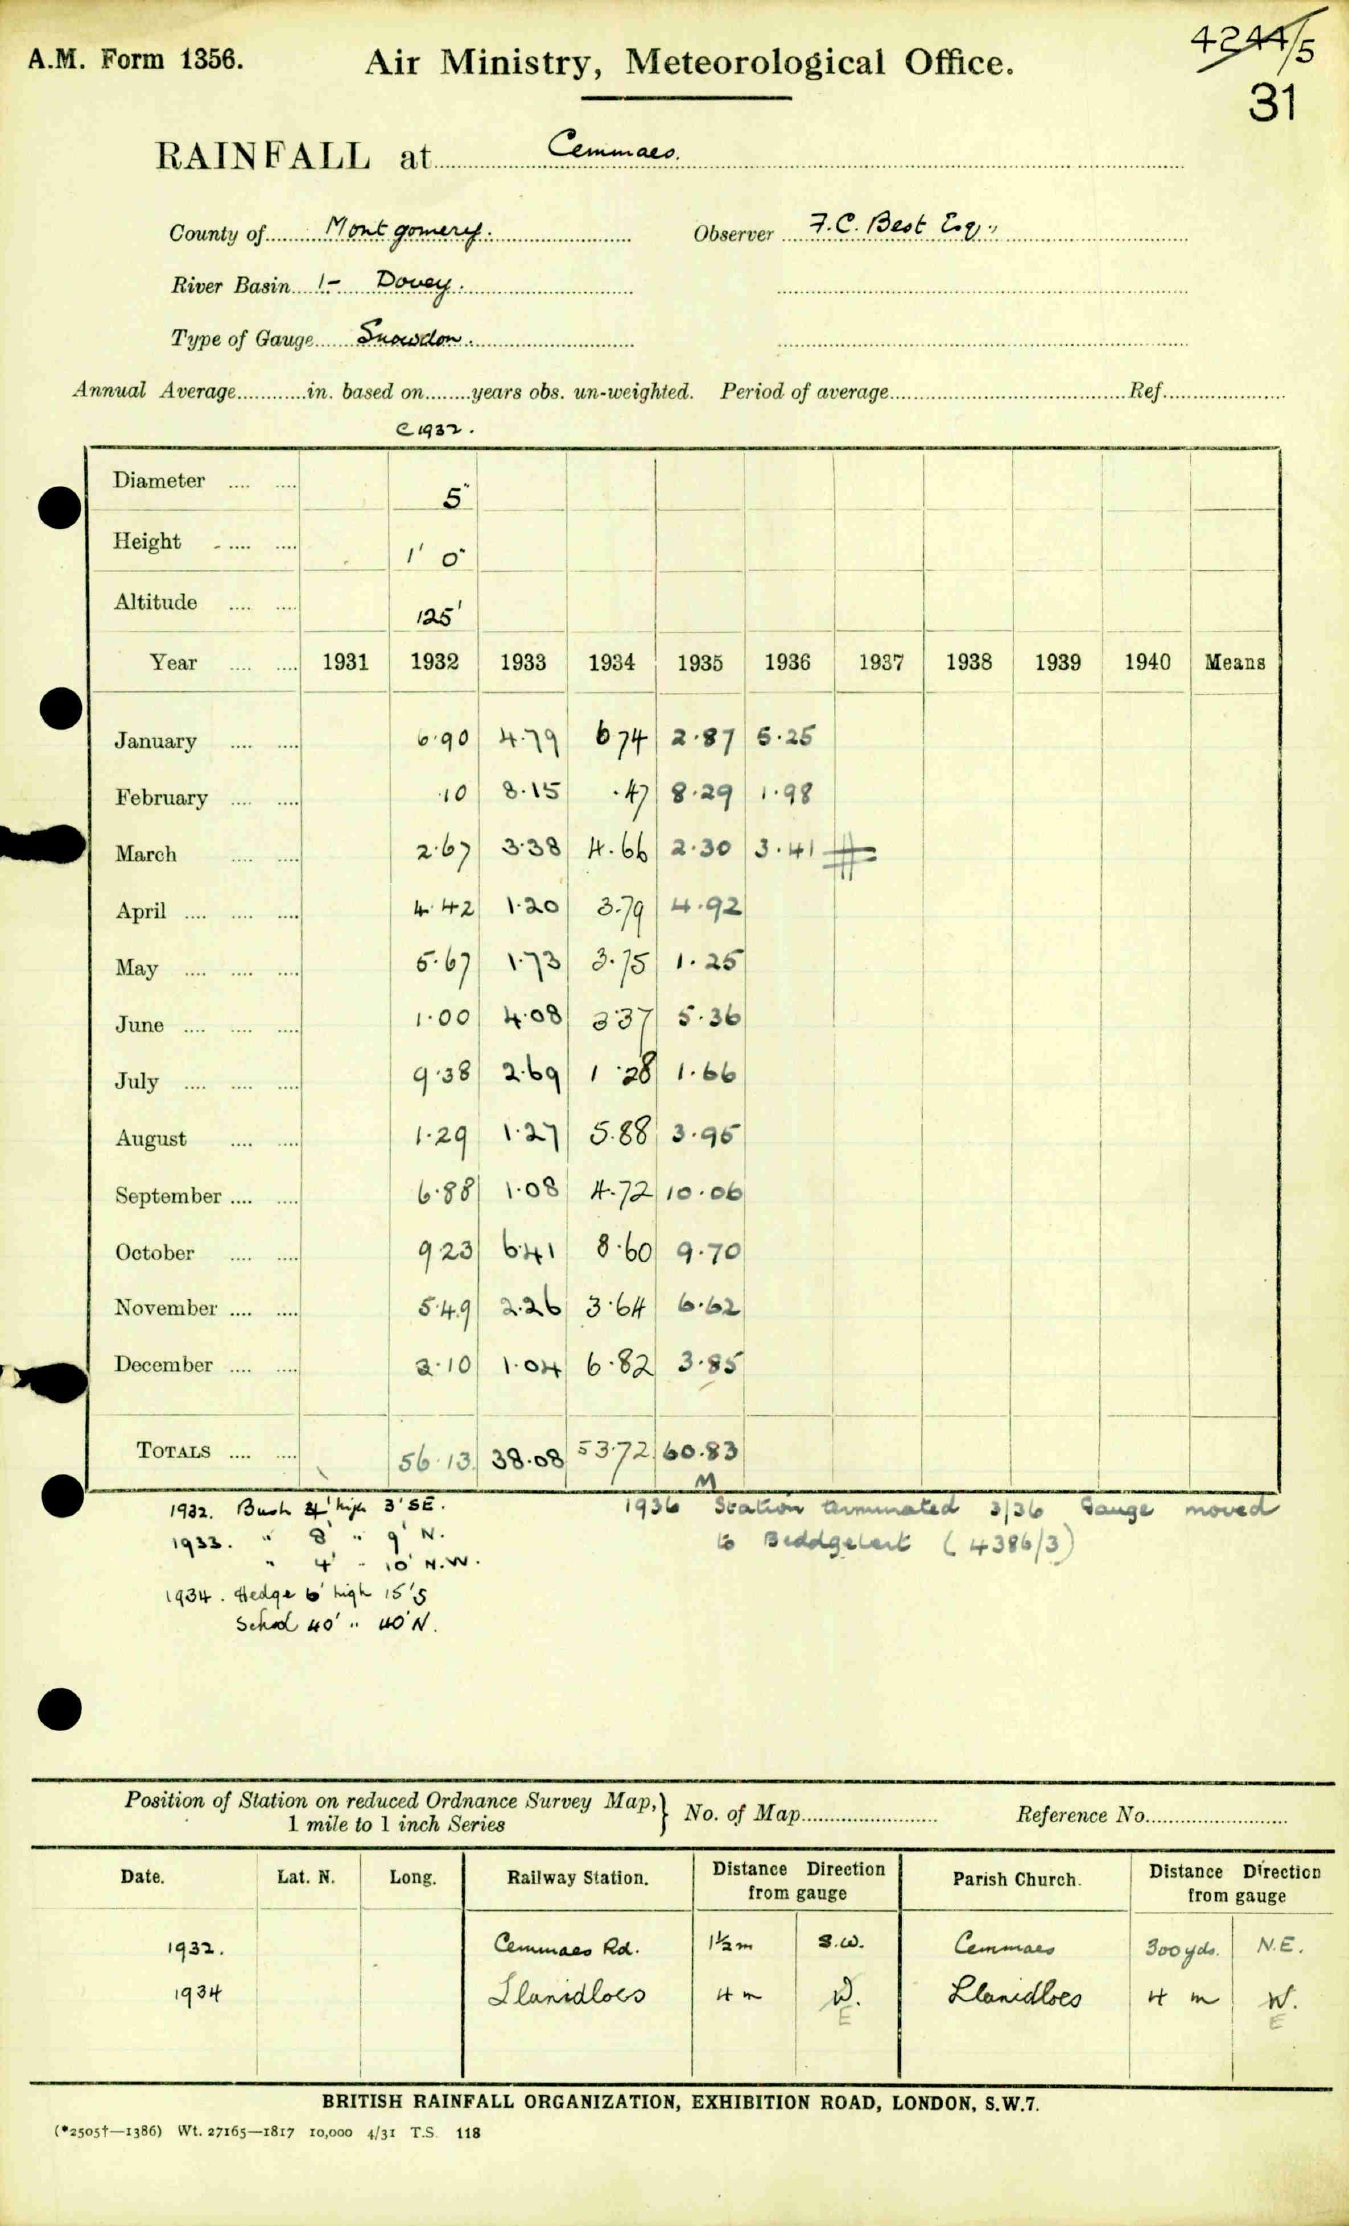 4244/5
A.M. Form 1356. Air Ministry, Meteorological Office.
31
RAINFALL at Cemmaes.
County of Montgomery. Observer F.C. Best Esq.,
River Basin 1- Dovey.
Type of Gauge Snowdon.
Annual Average............in. based on........years obs. un-weighted. Period of average........................................Ref.....................
c 1932.
Diameter .... .... 5"
Height .... .... 1' 0"
Altitude .... .... 125'
Year .... .... 1931 1932 1933 1934 1935 1936 1937 1938 1939 1940 Means
January .... .... 6.90 4.79 6 74 2.87 5.25
February .... .... .10 8.15 .47 8.29 1.98
March .... .... 2.67 3.38 4.66 2.30 3.41
April .... .... .... 4.42 1.20 3.79 4.92
May .... .... .... 5.67 1.73 3.75 1.25
June .... .... .... 1.00 4.08 3.37 5.36
July .... .... .... 9.38 2.69 1.28 1.66
August .... .... 1.29 1.27 5.88 3.95
September .... .... 6.88 1.08 4.72 10.06
October .... .... 9 23 6.41 8.60 9.70
November .... .... 5.49 2.26 3.64 6.62
December .... .... 3.10 1.04 6.82 3.85
TOTALS .... .... 56.13 38.08 53.72 60.83
M
1932. Bush high 3' SE. 1936 Station terminated 3/36 Gauge moved
1933. " 8' " 9' N. to Beddgelert (4386/3)
" 4' " 10' N.W.
1934. Hedge 6' high 15' S
School 40' " 40' N.
Position of Station on reduced Ordnance Survey Map,} No. of Map........................ Reference No.........................
1 mile to 1 inch Series
Date. Lat. N. Long. Railway Station. Distance Direction from gauge Parish Church. Distance Direction from gauge
1932. Cemmaes Rd. 1½ m S.W. Cemmaes 300 yds. N.E.
1934 Llanidloes 4 m W. Llanidloes 4 m W.
E E
BRITISH RAINFALL ORGANIZATION, EXHIBITION ROAD, LONDON, S.W.7.
(*2505†—1386) Wt. 27165—1817 10,000 4/31 T.S. 118